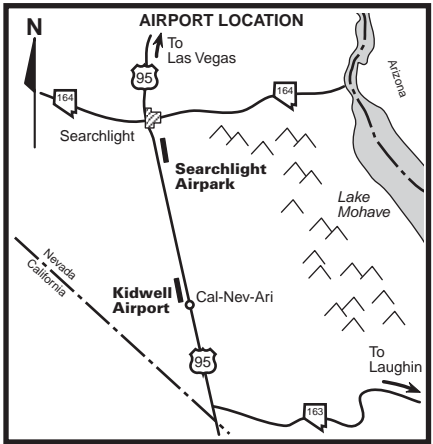 AIRPORT LOCATION
N
To
Las Vegas
95
164
164
Arizona
Searchlight
Searchlight
Airpark
Lake
Mohave
Nevada
California
Kidwell
Airport
Cal-Nev-Ari
95
To
Laughin
163